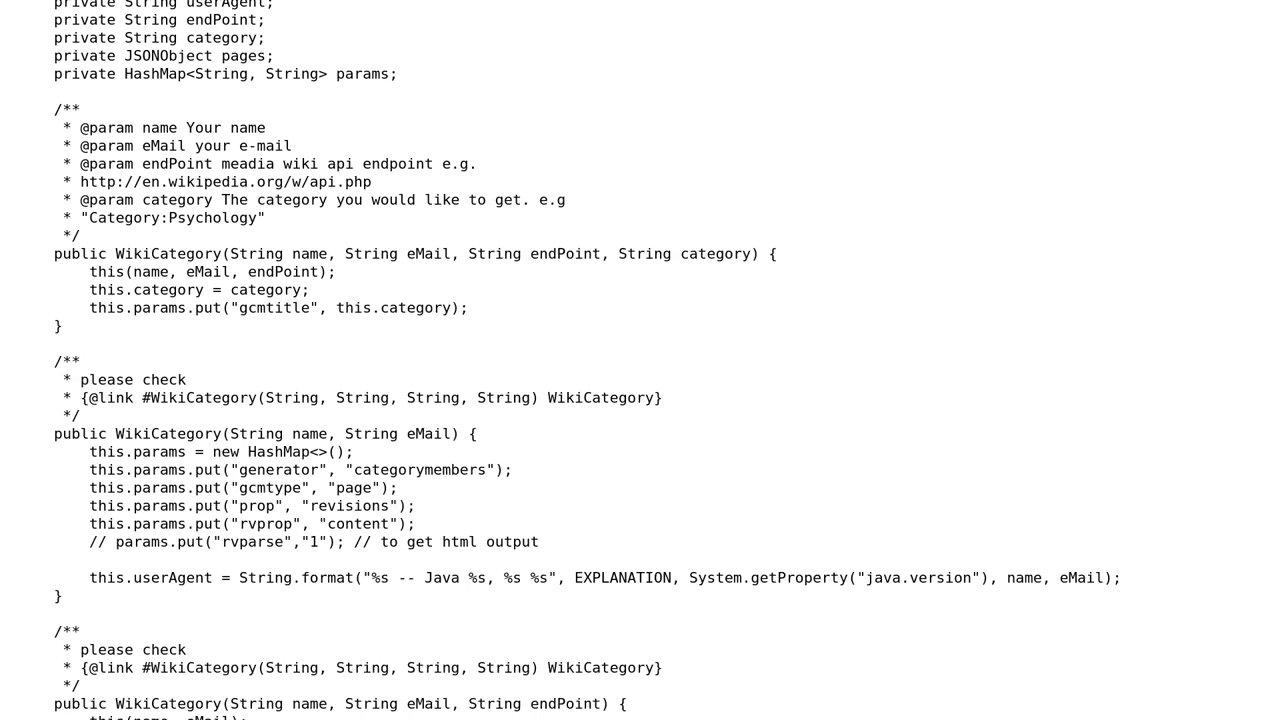 private String userAgent;
private String endPoint;
private String category;
private JSONObject pages;
private HashMap<String, String> params;

/**
 * @param name Your name
 * @param eMail your e-mail
 * @param endPoint meadia wiki api endpoint e.g.
 * http://en.wikipedia.org/w/api.php
 * @param category The category you would like to get. e.g
 * "Category:Psychology"
 */
public WikiCategory(String name, String eMail, String endPoint, String category) {
    this(name, eMail, endPoint);
    this.category = category;
    this.params.put("gcmtitle", this.category);
}

/**
 * please check
 * {@link #WikiCategory(String, String, String, String) WikiCategory}
 */
public WikiCategory(String name, String eMail) {
    this.params = new HashMap<>();
    this.params.put("generator", "categorymembers");
    this.params.put("gcmtype", "page");
    this.params.put("prop", "revisions");
    this.params.put("rvprop", "content");
    // params.put("rvparse","1"); // to get html output

    this.userAgent = String.format("%s -- Java %s, %s %s", EXPLANATION, System.getProperty("java.version"), name, eMail);
}

/**
 * please check
 * {@link #WikiCategory(String, String, String, String) WikiCategory}
 */
public WikiCategory(String name, String eMail, String endPoint) {
    this(name, eMail);